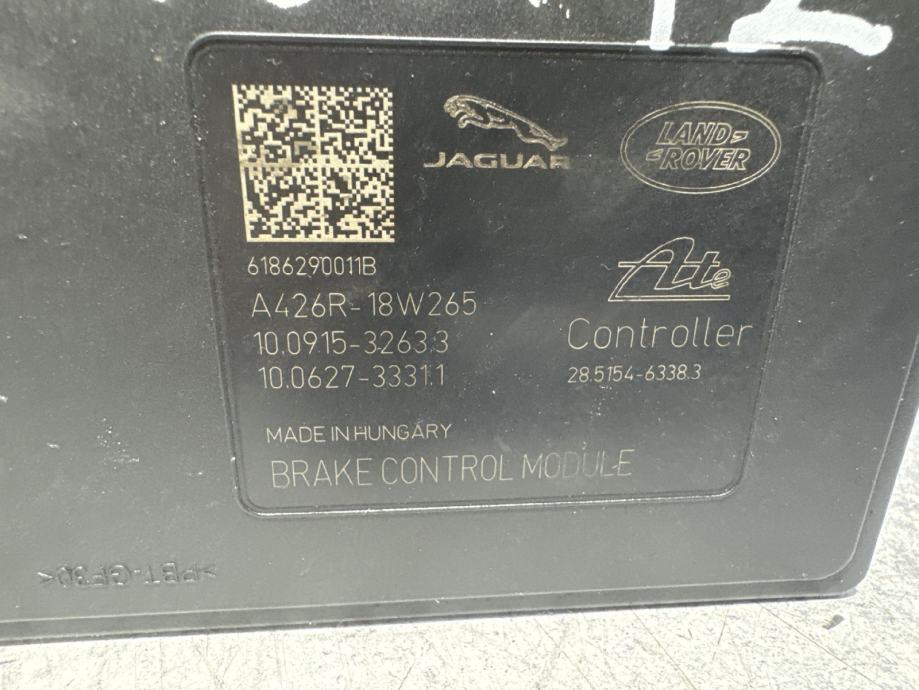 JAGUAR
LAND-
-ROVER
6186290011B
A426R-18W265
10.0915-3263.3
10.0627-3331.1
Ate
Controller
28.5154-6338.3
MADE IN HUNGARY
BRAKE CONTROL MODULE
>PBT-GF30<